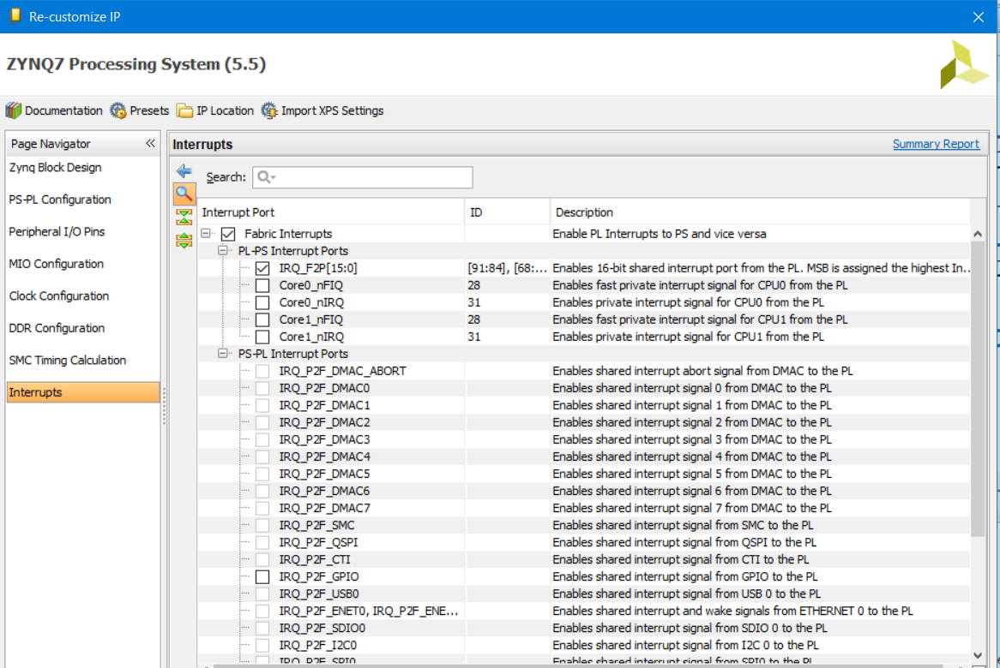 Re-customize IP
ZYNQ7 Processing System (5.5)
Documentation Presets IP Location Import XPS Settings
Page Navigator «
Zynq Block Design
PS-PL Configuration
Peripheral I/O Pins
MIO Configuration
Clock Configuration
DDR Configuration
SMC Timing Calculation
Interrupts
Interrupts Summary Report
Search:
Interrupt Port ID Description
Fabric Interrupts Enable PL Interrupts to PS and vice versa
PL-PS Interrupt Ports
IRQ_F2P[15:0] [91:84], [68:... Enables 16-bit shared interrupt port from the PL. MSB is assigned the highest In...
Core0_nFIQ 28 Enables fast private interrupt signal for CPU0 from the PL
Core0_nIRQ 31 Enables private interrupt signal for CPU0 from the PL
Core1_nFIQ 28 Enables fast private interrupt signal for CPU1 from the PL
Core1_nIRQ 31 Enables private interrupt signal for CPU1 from the PL
PS-PL Interrupt Ports
IRQ_P2F_DMAC_ABORT Enables shared interrupt abort signal from DMAC to the PL
IRQ_P2F_DMAC0 Enables shared interrupt signal 0 from DMAC to the PL
IRQ_P2F_DMAC1 Enables shared interrupt signal 1 from DMAC to the PL
IRQ_P2F_DMAC2 Enables shared interrupt signal 2 from DMAC to the PL
IRQ_P2F_DMAC3 Enables shared interrupt signal 3 from DMAC to the PL
IRQ_P2F_DMAC4 Enables shared interrupt signal 4 from DMAC to the PL
IRQ_P2F_DMAC5 Enables shared interrupt signal 5 from DMAC to the PL
IRQ_P2F_DMAC6 Enables shared interrupt signal 6 from DMAC to the PL
IRQ_P2F_DMAC7 Enables shared interrupt signal 7 from DMAC to the PL
IRQ_P2F_SMC Enables shared interrupt signal from SMC to the PL
IRQ_P2F_QSPI Enables shared interrupt signal from QSPI to the PL
IRQ_P2F_CTI Enables shared interrupt signal from CTI to the PL
IRQ_P2F_GPIO Enables shared interrupt signal from GPIO to the PL
IRQ_P2F_USB0 Enables shared interrupt signal from USB 0 to the PL
IRQ_P2F_ENET0, IRQ_P2F_ENE... Enables shared interrupt and wake signals from ETHERNET 0 to the PL
IRQ_P2F_SDIO0 Enables shared interrupt signal from SDIO 0 to the PL
IRQ_P2F_I2C0 Enables shared interrupt signal from I2C 0 to the PL
IRQ_P2F_SPI0 Enables shared interrupt signal from SPI0 to the PL